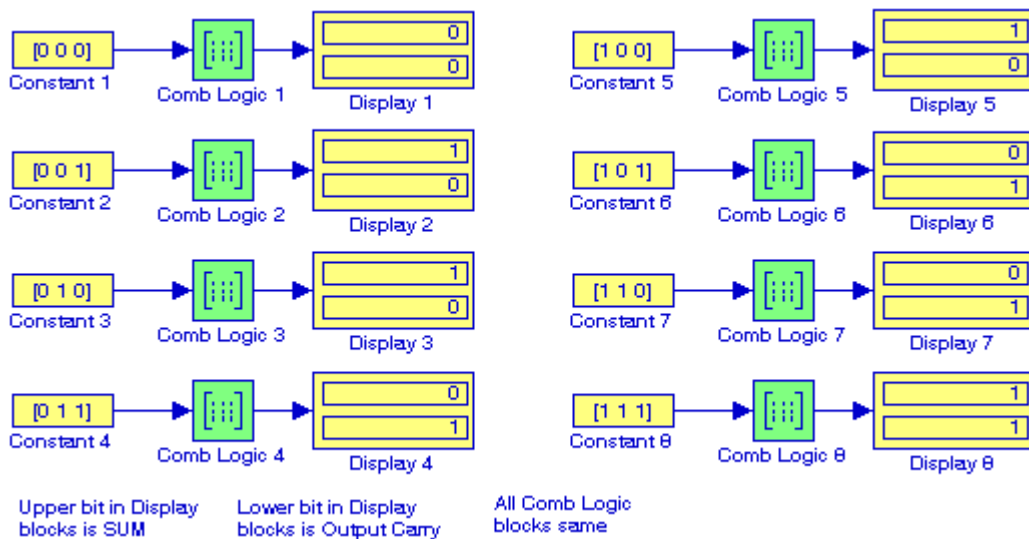 [0 0 0]
Constant 1
Comb Logic 1
0
0
Display 1
[1 0 0]
Constant 5
Comb Logic 5
1
0
Display 5
[0 0 1]
Constant 2
Comb Logic 2
1
0
Display 2
[1 0 1]
Constant 6
Comb Logic 6
0
1
Display 6
[0 1 0]
Constant 3
Comb Logic 3
1
0
Display 3
[1 1 0]
Constant 7
Comb Logic 7
0
1
Display 7
[0 1 1]
Constant 4
Comb Logic 4
0
1
Display 4
[1 1 1]
Constant 8
Comb Logic 8
1
1
Display 8
Upper bit in Display
blocks is SUM
Lower bit in Display
blocks is Output Carry
All Comb Logic
blocks same